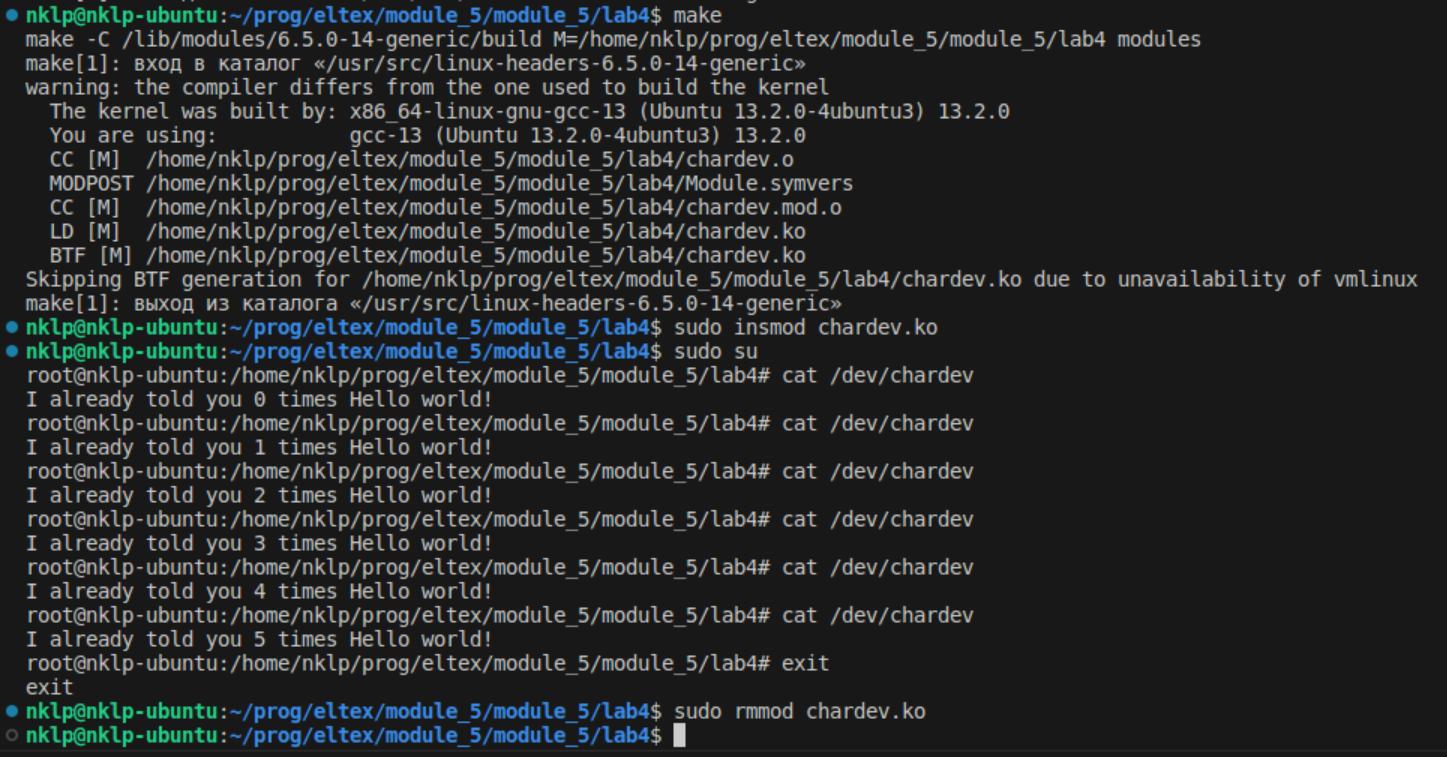 nklp@nklp-ubuntu:~/prog/eltex/module_5/module_5/lab4$ make
make -C /lib/modules/6.5.0-14-generic/build M=/home/nklp/prog/eltex/module_5/module_5/lab4 modules
make[1]: вход в каталог «/usr/src/linux-headers-6.5.0-14-generic»
warning: the compiler differs from the one used to build the kernel
  The kernel was built by: x86_64-linux-gnu-gcc-13 (Ubuntu 13.2.0-4ubuntu3) 13.2.0
  You are using:           gcc-13 (Ubuntu 13.2.0-4ubuntu3) 13.2.0
  CC [M]  /home/nklp/prog/eltex/module_5/module_5/lab4/chardev.o
  MODPOST /home/nklp/prog/eltex/module_5/module_5/lab4/Module.symvers
  CC [M]  /home/nklp/prog/eltex/module_5/module_5/lab4/chardev.mod.o
  LD [M]  /home/nklp/prog/eltex/module_5/module_5/lab4/chardev.ko
  BTF [M] /home/nklp/prog/eltex/module_5/module_5/lab4/chardev.ko
Skipping BTF generation for /home/nklp/prog/eltex/module_5/module_5/lab4/chardev.ko due to unavailability of vmlinux
make[1]: выход из каталога «/usr/src/linux-headers-6.5.0-14-generic»
nklp@nklp-ubuntu:~/prog/eltex/module_5/module_5/lab4$ sudo insmod chardev.ko
nklp@nklp-ubuntu:~/prog/eltex/module_5/module_5/lab4$ sudo su
root@nklp-ubuntu:/home/nklp/prog/eltex/module_5/module_5/lab4# cat /dev/chardev
I already told you 0 times Hello world!
root@nklp-ubuntu:/home/nklp/prog/eltex/module_5/module_5/lab4# cat /dev/chardev
I already told you 1 times Hello world!
root@nklp-ubuntu:/home/nklp/prog/eltex/module_5/module_5/lab4# cat /dev/chardev
I already told you 2 times Hello world!
root@nklp-ubuntu:/home/nklp/prog/eltex/module_5/module_5/lab4# cat /dev/chardev
I already told you 3 times Hello world!
root@nklp-ubuntu:/home/nklp/prog/eltex/module_5/module_5/lab4# cat /dev/chardev
I already told you 4 times Hello world!
root@nklp-ubuntu:/home/nklp/prog/eltex/module_5/module_5/lab4# cat /dev/chardev
I already told you 5 times Hello world!
root@nklp-ubuntu:/home/nklp/prog/eltex/module_5/module_5/lab4# exit
exit
nklp@nklp-ubuntu:~/prog/eltex/module_5/module_5/lab4$ sudo rmmod chardev.ko
nklp@nklp-ubuntu:~/prog/eltex/module_5/module_5/lab4$